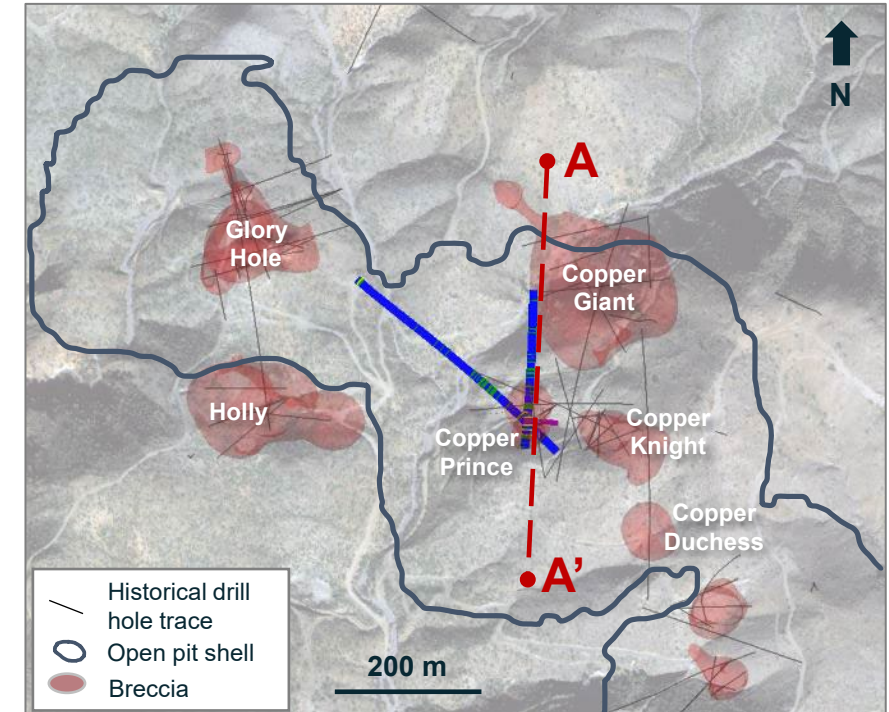 N
A
Glory
Hole
Copper
Giant
Holly
Copper
Prince
Copper
Knight
Copper
Duchess
A’
Historical drill
hole trace
Open pit shell
Breccia
200 m